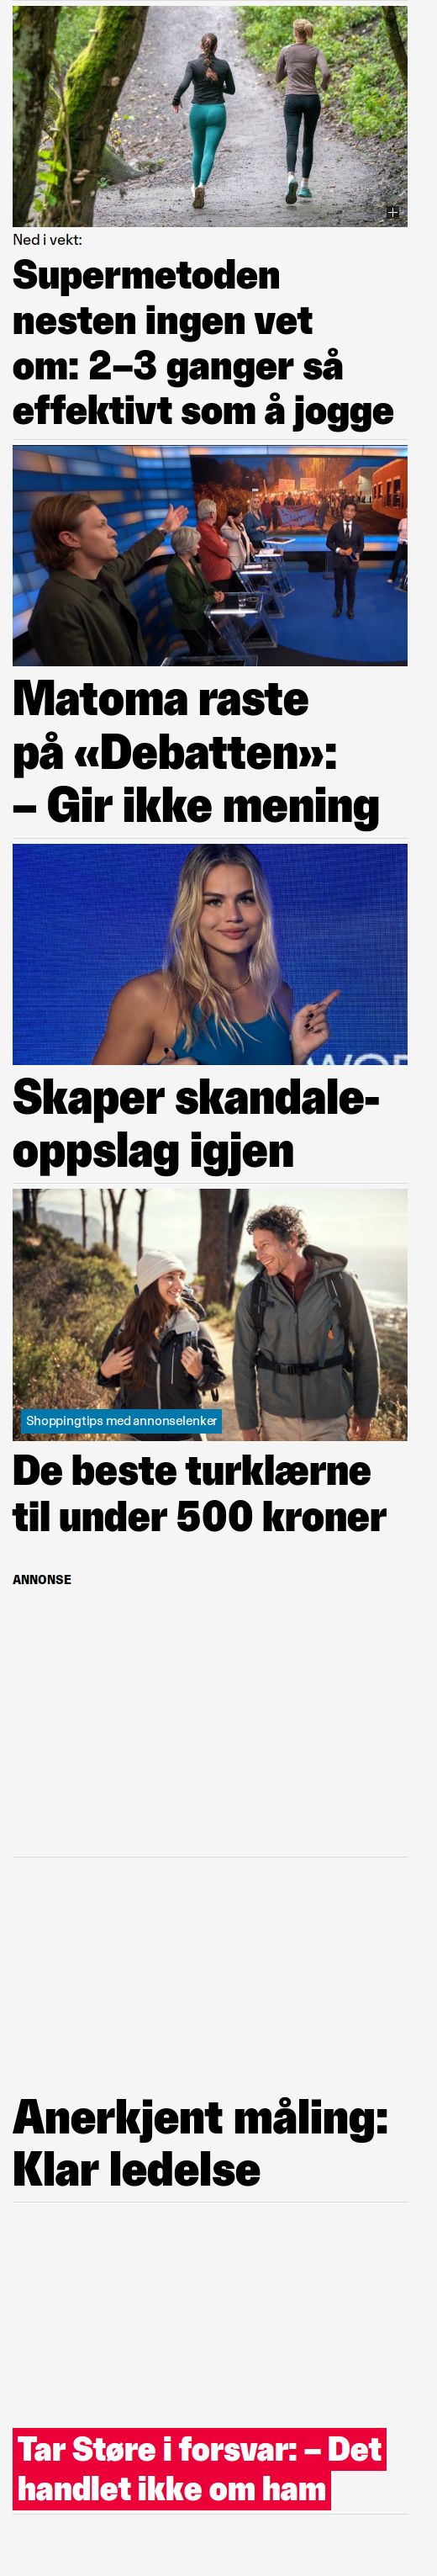 Ned i vekt:
Supermetoden
nesten ingen vet
om: 2–3 ganger så
effektivt som å jogge
Matoma raste
på «Debatten»:
– Gir ikke mening
Skaper skandale-
oppslag igjen
Shoppingtips med annonselenker
De beste turklærne
til under 500 kroner
ANNONSE
Anerkjent måling:
Klar ledelse
Tar Støre i forsvar: – Det
handlet ikke om ham